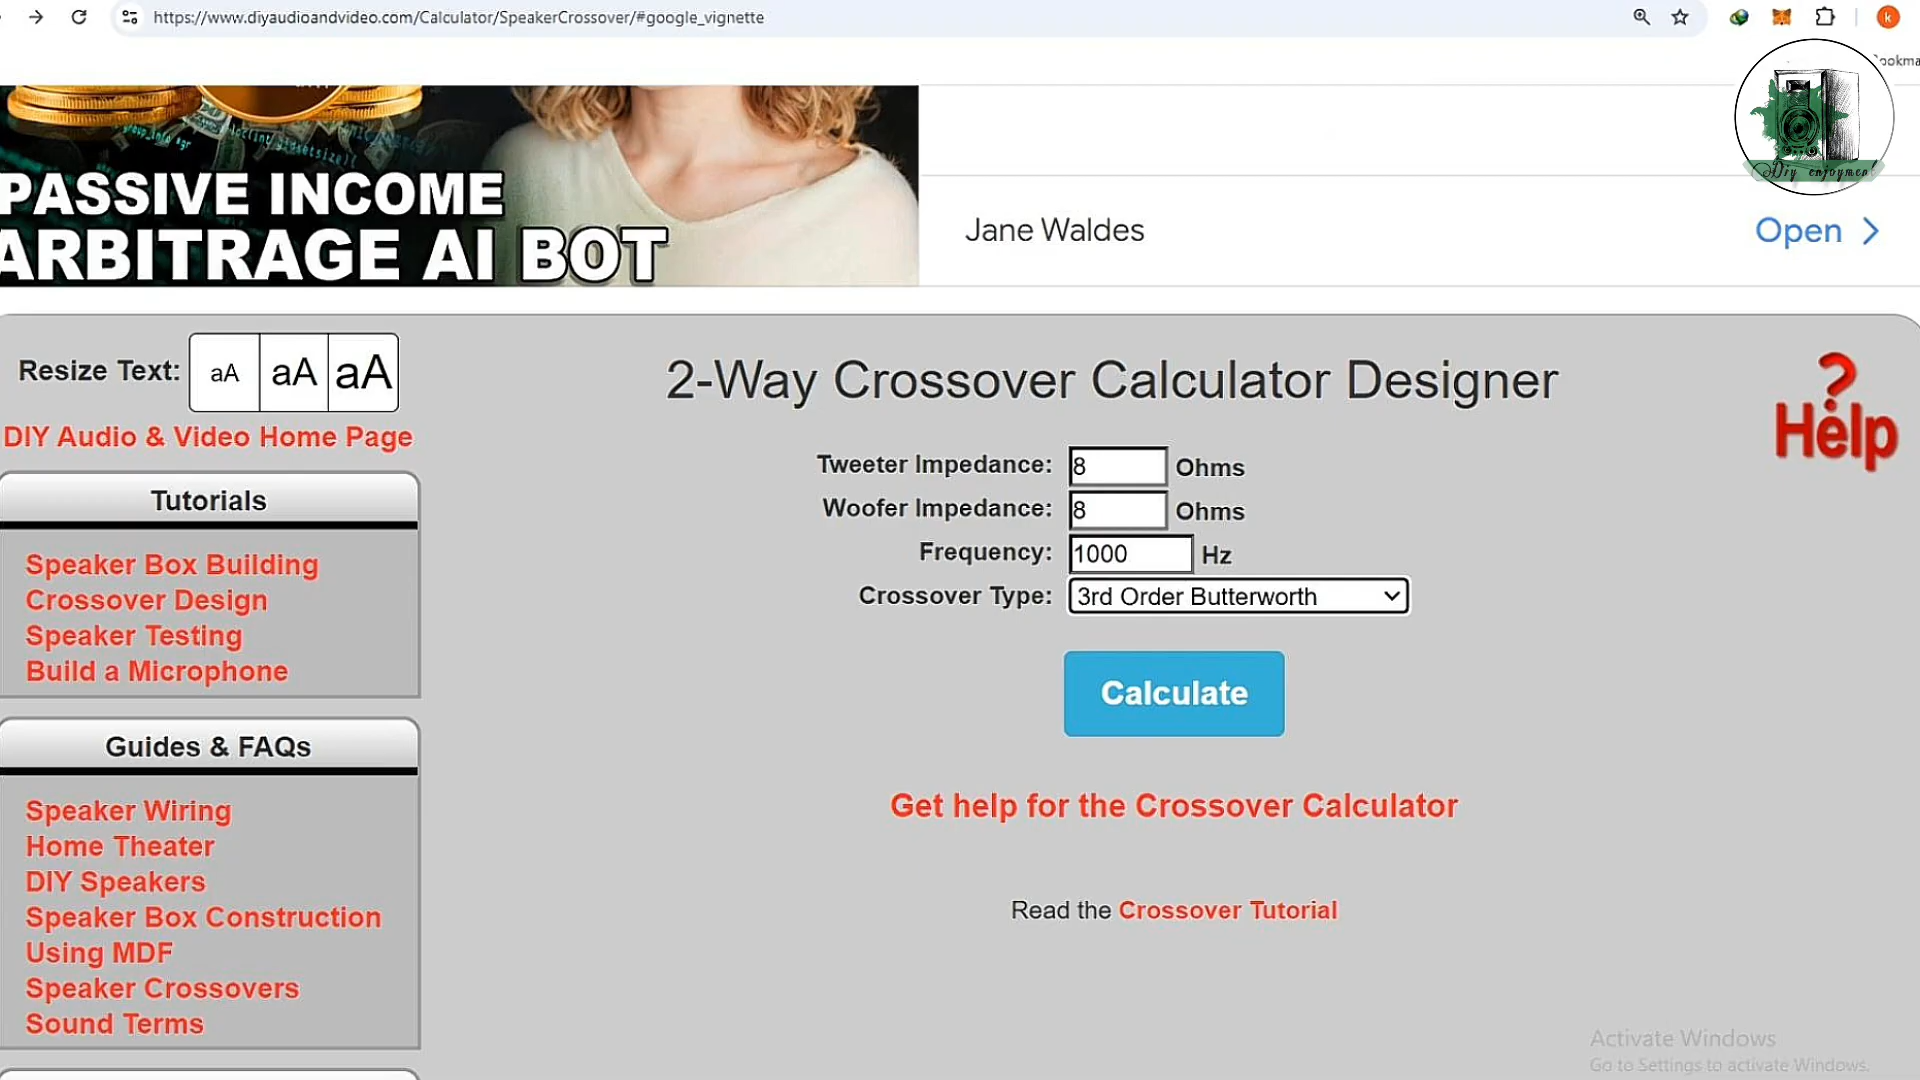 https://www.diyaudioandvideo.com/Calculator/SpeakerCrossover/#google_vignette
k
PASSIVE INCOME
ARBITRAGE AI BOT
Jane Waldes
Open
Diy enjoyment
Resize Text: aA aA aA
DIY Audio & Video Home Page
Tutorials
Speaker Box Building
Crossover Design
Speaker Testing
Build a Microphone
Guides & FAQs
Speaker Wiring
Home Theater
DIY Speakers
Speaker Box Construction
Using MDF
Speaker Crossovers
Sound Terms
2-Way Crossover Calculator Designer
? Help
Tweeter Impedance: 8 Ohms
Woofer Impedance: 8 Ohms
Frequency: 1000 Hz
Crossover Type: 3rd Order Butterworth
Calculate
Get help for the Crossover Calculator
Read the Crossover Tutorial
Activate Windows
Go to Settings to activate Windows.